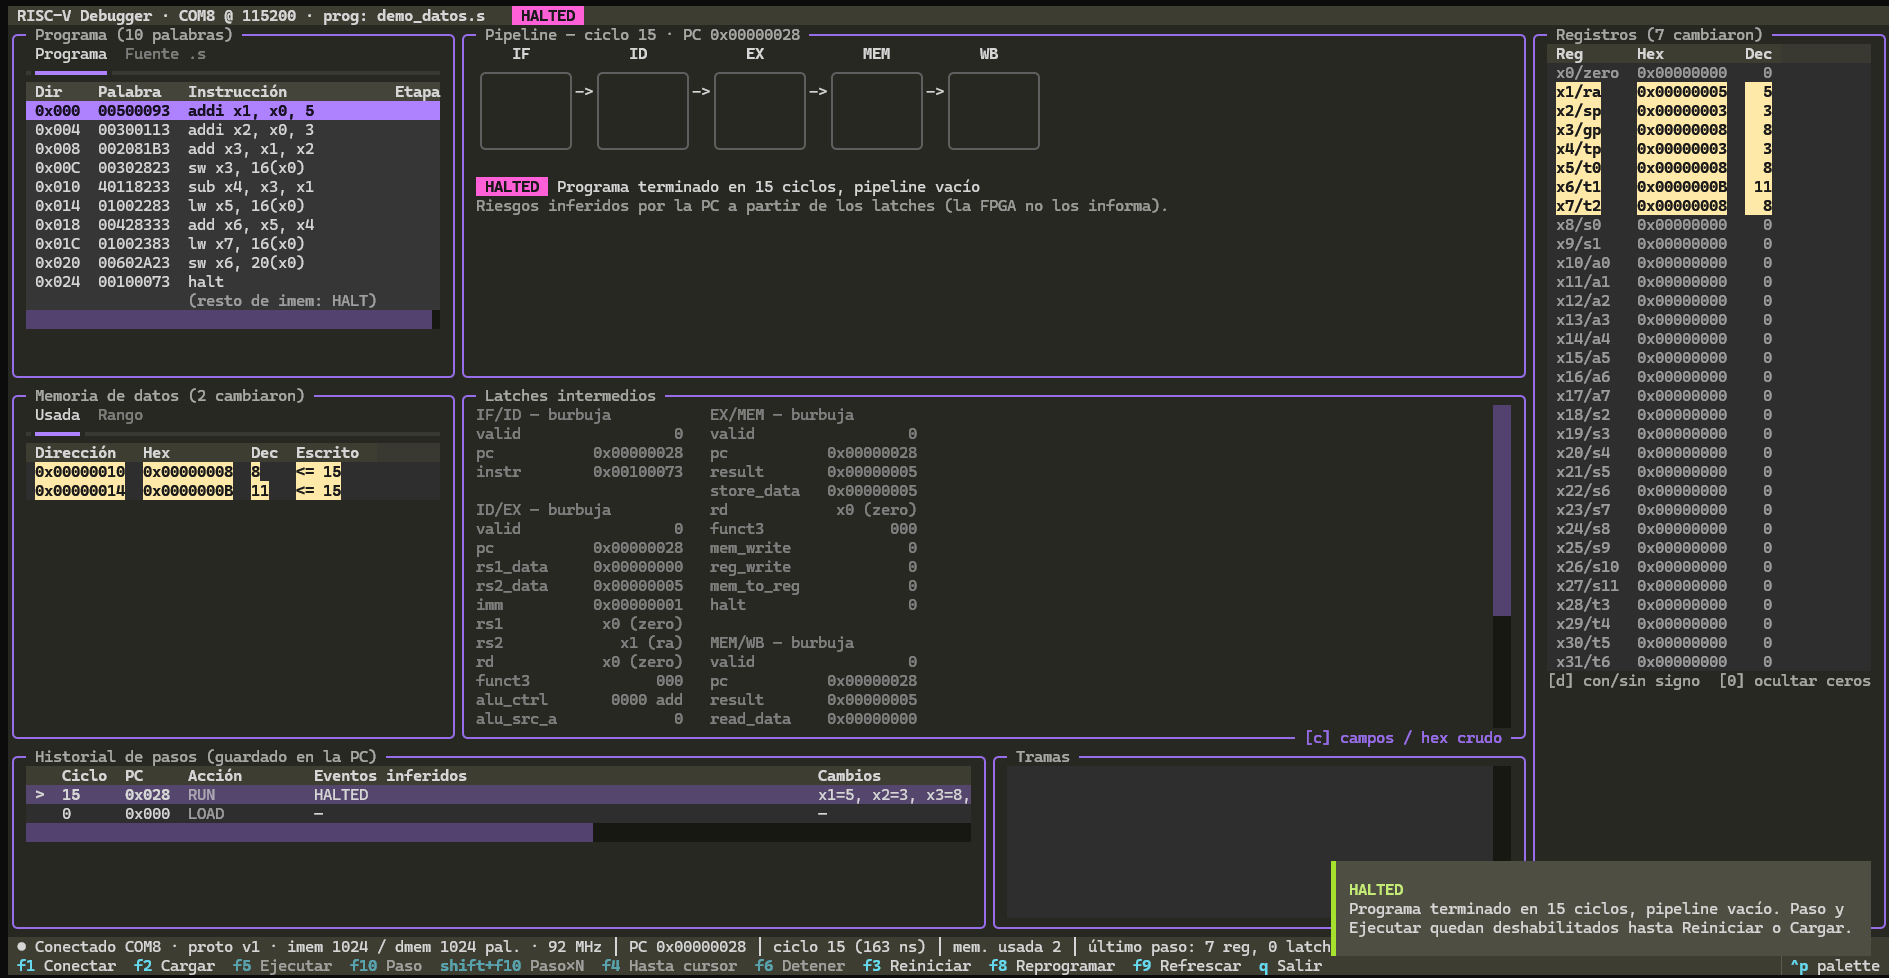 RISC-V Debugger · COM8 @ 115200 · prog: demo_datos.s HALTED
Programa (10 palabras)
Programa Fuente .s
Dir Palabra Instrucción Etapa
0x000 00500093 addi x1, x0, 5
0x004 00300113 addi x2, x0, 3
0x008 002081B3 add x3, x1, x2
0x00C 00302823 sw x3, 16(x0)
0x010 40118233 sub x4, x3, x1
0x014 01002283 lw x5, 16(x0)
0x018 00428333 add x6, x5, x4
0x01C 01002383 lw x7, 16(x0)
0x020 00602A23 sw x6, 20(x0)
0x024 00100073 halt
(resto de imem: HALT)
Pipeline — ciclo 15 · PC 0x00000028
IF ID EX MEM WB
-> -> -> ->
HALTED Programa terminado en 15 ciclos, pipeline vacío
Riesgos inferidos por la PC a partir de los latches (la FPGA no los informa).
Registros (7 cambiaron)
Reg Hex Dec
x0/zero 0x00000000 0
x1/ra 0x00000005 5
x2/sp 0x00000003 3
x3/gp 0x00000008 8
x4/tp 0x00000003 3
x5/t0 0x00000008 8
x6/t1 0x0000000B 11
x7/t2 0x00000008 8
x8/s0 0x00000000 0
x9/s1 0x00000000 0
x10/a0 0x00000000 0
x11/a1 0x00000000 0
x12/a2 0x00000000 0
x13/a3 0x00000000 0
x14/a4 0x00000000 0
x15/a5 0x00000000 0
x16/a6 0x00000000 0
x17/a7 0x00000000 0
x18/s2 0x00000000 0
x19/s3 0x00000000 0
x20/s4 0x00000000 0
x21/s5 0x00000000 0
x22/s6 0x00000000 0
x23/s7 0x00000000 0
x24/s8 0x00000000 0
x25/s9 0x00000000 0
x26/s10 0x00000000 0
x27/s11 0x00000000 0
x28/t3 0x00000000 0
x29/t4 0x00000000 0
x30/t5 0x00000000 0
x31/t6 0x00000000 0
[d] con/sin signo [0] ocultar ceros
Memoria de datos (2 cambiaron)
Usada Rango
Dirección Hex Dec Escrito
0x00000010 0x00000008 8 <= 15
0x00000014 0x0000000B 11 <= 15
Latches intermedios
IF/ID — burbuja
valid 0
pc 0x00000028
instr 0x00100073
ID/EX — burbuja
valid 0
pc 0x00000028
rs1_data 0x00000000
rs2_data 0x00000005
imm 0x00000001
rs1 x0 (zero)
rs2 x1 (ra)
rd x0 (zero)
funct3 000
alu_ctrl 0000 add
alu_src_a 0
EX/MEM — burbuja
valid 0
pc 0x00000028
result 0x00000005
store_data 0x00000005
rd x0 (zero)
funct3 000
mem_write 0
reg_write 0
mem_to_reg 0
halt 0
MEM/WB — burbuja
valid 0
pc 0x00000028
result 0x00000005
read_data 0x00000000
[c] campos / hex crudo
Historial de pasos (guardado en la PC)
Ciclo PC Acción Eventos inferidos Cambios
> 15 0x028 RUN HALTED x1=5, x2=3, x3=8,
0 0x000 LOAD — —
Tramas
HALTED
Programa terminado en 15 ciclos, pipeline vacío. Paso y
Ejecutar quedan deshabilitados hasta Reiniciar o Cargar.
● Conectado COM8 · proto v1 · imem 1024 / dmem 1024 pal. · 92 MHz │ PC 0x00000028 │ ciclo 15 (163 ns) │ mem. usada 2 │ último paso: 7 reg, 0 latch
f1 Conectar f2 Cargar f5 Ejecutar f10 Paso shift+f10 Paso×N f4 Hasta cursor f6 Detener f3 Reiniciar f8 Reprogramar f9 Refrescar q Salir ^p palette